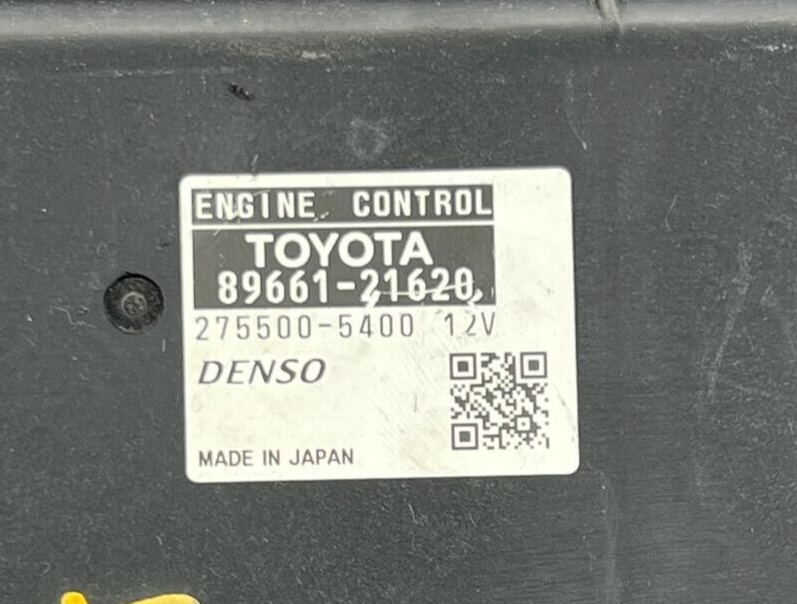 ENGINE CONTROL
TOYOTA
89661-21620
275500-5400 12V
DENSO
MADE IN JAPAN